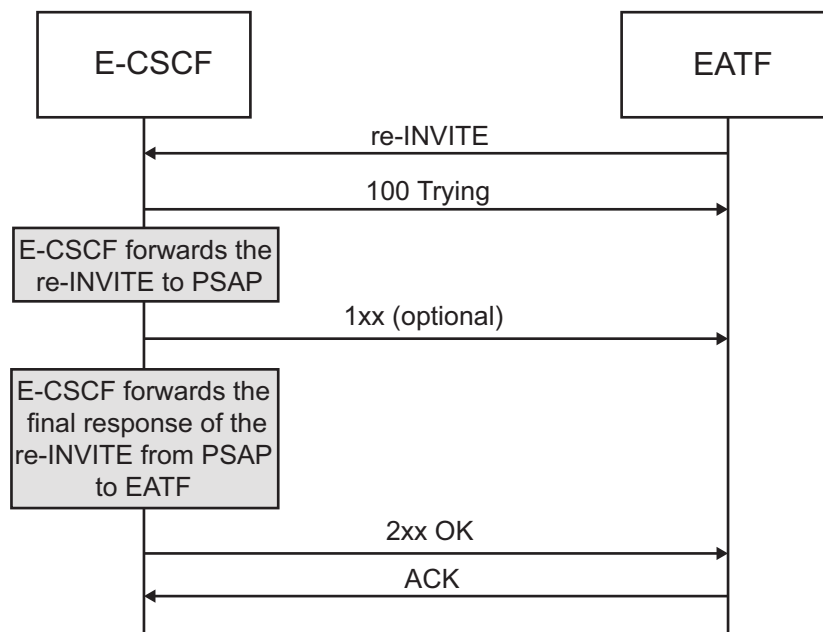 E-CSCF
EATF
re-INVITE
100 Trying
E-CSCF forwards the
re-INVITE to PSAP
1xx (optional)
E-CSCF forwards the
final response of the
re-INVITE from PSAP
to EATF
2xx OK
ACK